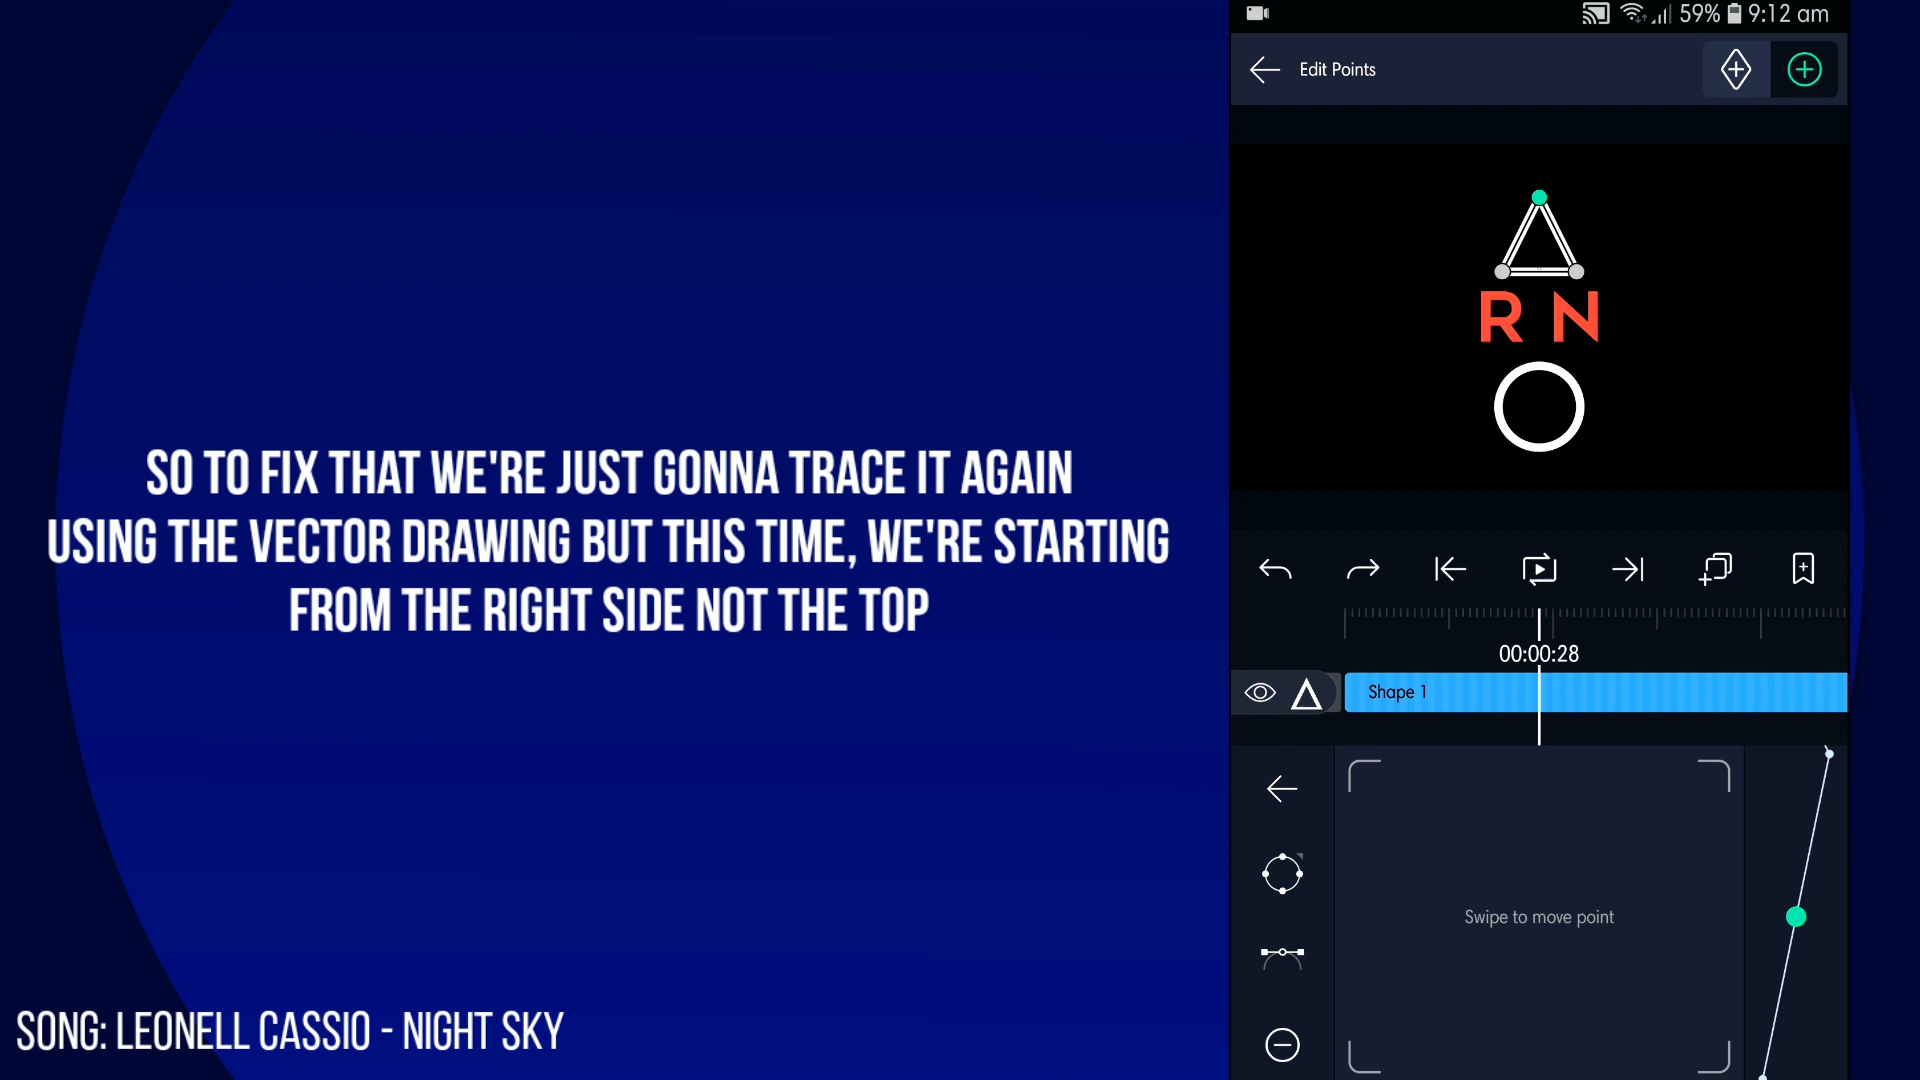 SO TO FIX THAT WE'RE JUST GONNA TRACE IT AGAIN
USING THE VECTOR DRAWING BUT THIS TIME, WE'RE STARTING
FROM THE RIGHT SIDE NOT THE TOP
SONG: LEONELL CASSIO - NIGHT SKY
59% 9:12 am
Edit Points
R N
00:00:28
Shape 1
Swipe to move point